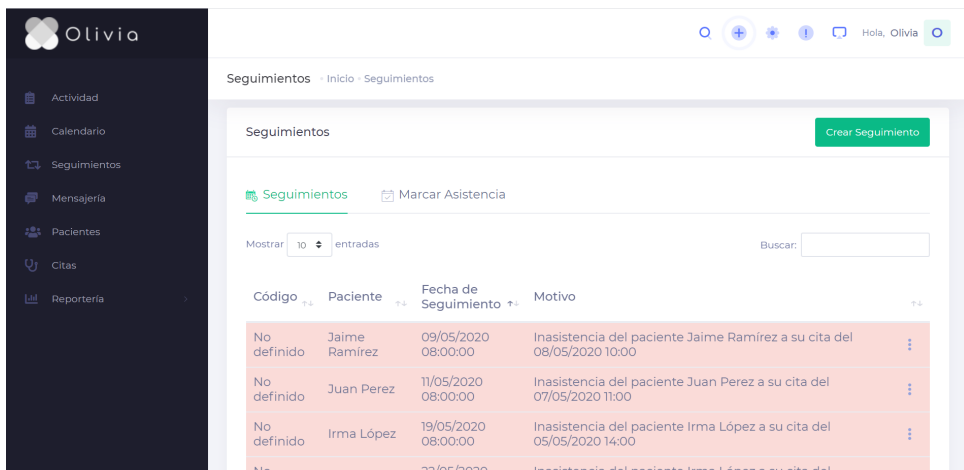 Olivia
Hola, Olivia O
Seguimientos - Inicio - Seguimientos
Actividad
Calendario
Seguimientos
Mensajería
Pacientes
Citas
Reportería
Seguimientos
Crear Seguimiento
Seguimientos Marcar Asistencia
Mostrar 10 entradas
Buscar:
Código Paciente Fecha de Seguimiento Motivo
No definido Jaime Ramírez 09/05/2020 08:00:00 Inasistencia del paciente Jaime Ramírez a su cita del 08/05/2020 10:00
No definido Juan Perez 11/05/2020 08:00:00 Inasistencia del paciente Juan Perez a su cita del 07/05/2020 11:00
No definido Irma López 19/05/2020 08:00:00 Inasistencia del paciente Irma López a su cita del 05/05/2020 14:00